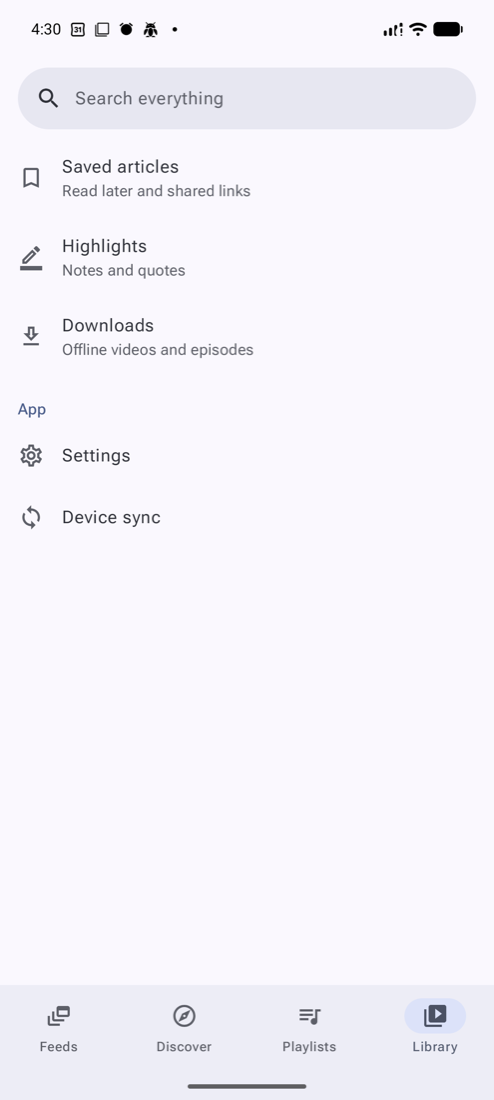 4:30
31
Search everything
Saved articles
Read later and shared links
Highlights
Notes and quotes
Downloads
Offline videos and episodes
App
Settings
Device sync
Feeds
Discover
Playlists
Library